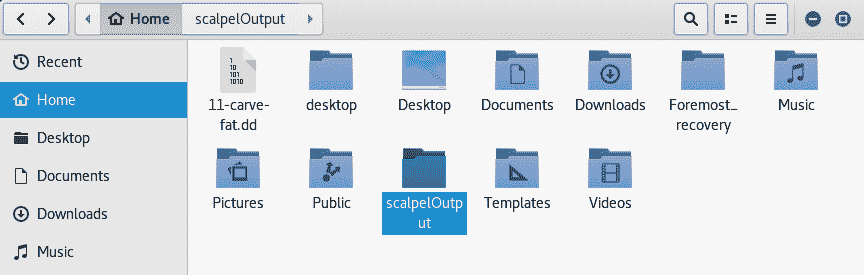 Home
scalpelOutput
Recent
Home
Desktop
Documents
Downloads
Music
1
10
101
1010
11-carve-
fat.dd
desktop
Desktop
Documents
Downloads
Foremost_
recovery
Music
Pictures
Public
scalpelOutp
ut
Templates
Videos